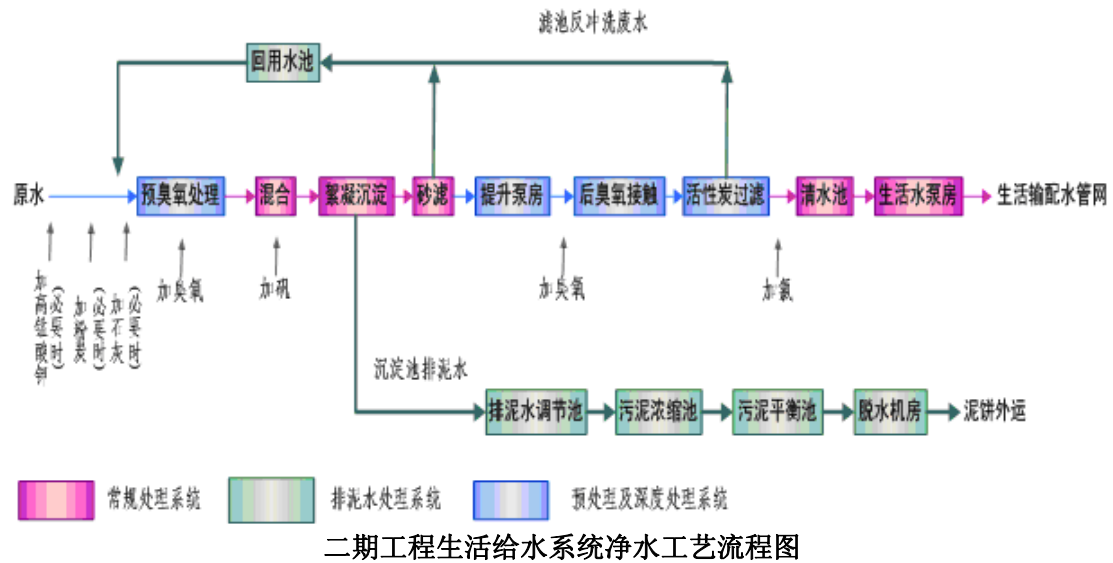 滤池反冲洗废水
回用水池
原水
预臭氧处理
混合
絮凝沉淀
砂滤
提升泵房
后臭氧接触
活性炭过滤
清水池
生活水泵房
生活输配水管网
加高锰酸钾
(必要时)
加粉炭
(必要时)
加石灰
(必要时)
加臭氧
加矾
加臭氧
加氯
沉淀池排泥水
排泥水调节池
污泥浓缩池
污泥平衡池
脱水机房
泥饼外运
常规处理系统
排泥水处理系统
预处理及深度处理系统
二期工程生活给水系统净水工艺流程图